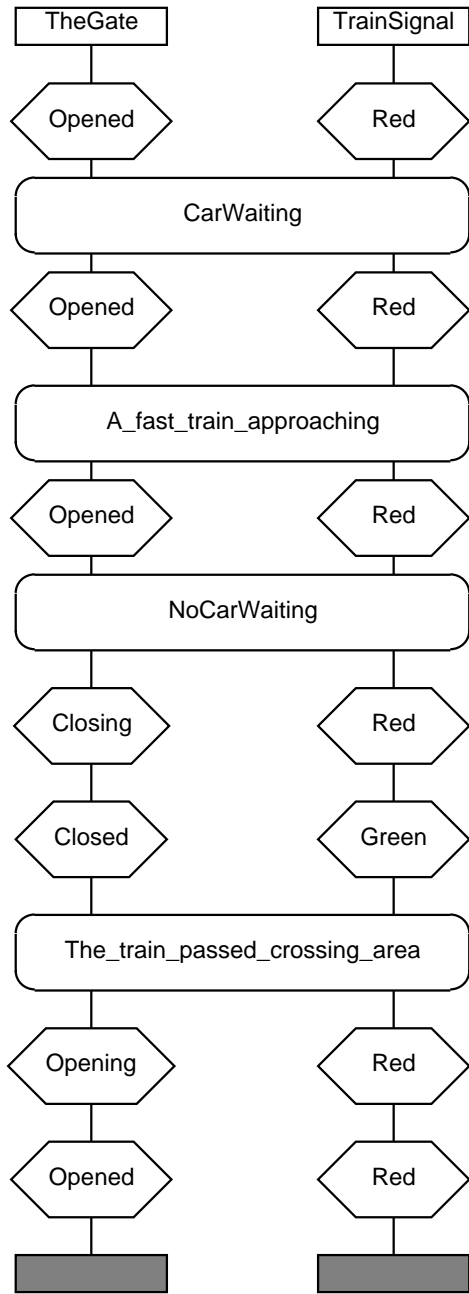 TheGate
TrainSignal
Opened
Red
CarWaiting
Opened
Red
A_fast_train_approaching
Opened
Red
NoCarWaiting
Closing
Red
Closed
Green
The_train_passed_crossing_area
Opening
Red
Opened
Red